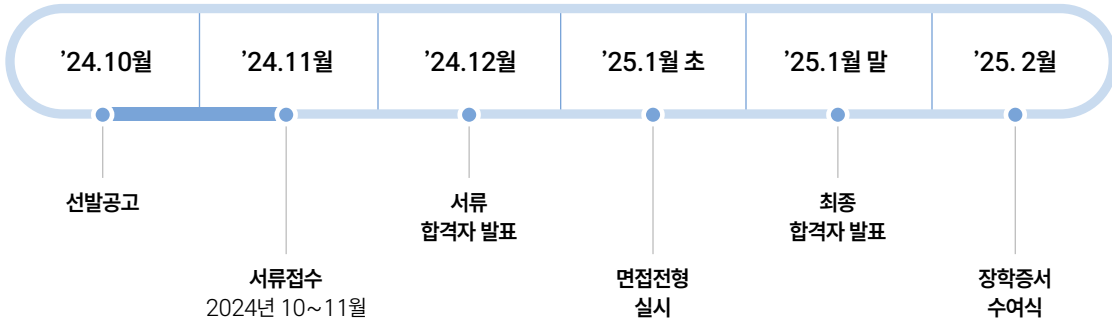 ’24.10월
’24.11월
’24.12월
’25.1월 초
’25.1월 말
’25. 2월
선발공고
서류접수
2024년 10~11월
서류
합격자 발표
면접전형
실시
최종
합격자 발표
장학증서
수여식